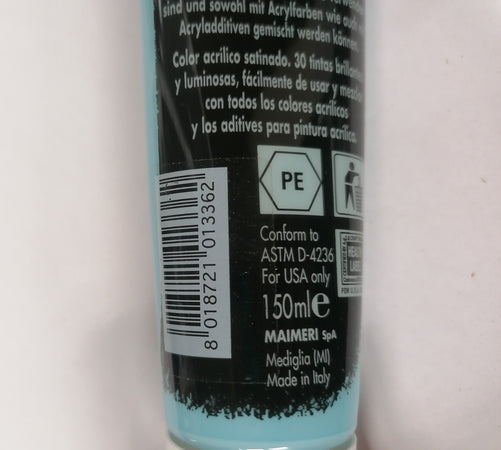 sind und sowohl mit Acrylfarben wie auch
Acryladditiven gemischt werden können.
Color acrílico satinado. 30 tintas brillantes
y luminosas, fácilmente de usar y
con todos los colores acrílicos
y los aditives para pintura acrílica.
PE
Conform to
ASTM D-4236
For USA only
150ml e
MAIMERI SpA
Mediglia (MI)
Made in Italy
8 018721 013362
HEALTH
LABEL